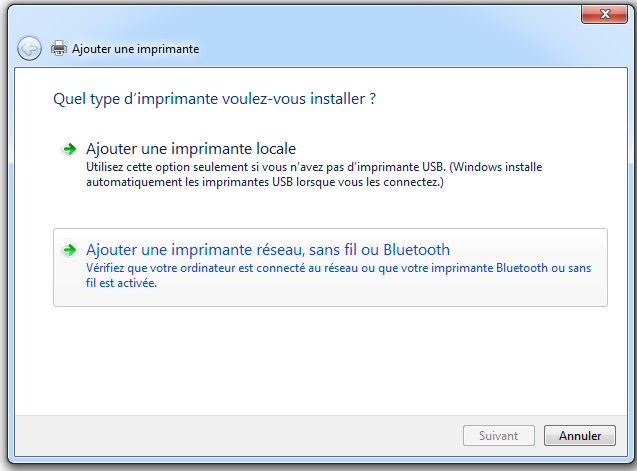 Ajouter une imprimante
Quel type d'imprimante voulez-vous installer ?
Ajouter une imprimante locale
Utilisez cette option seulement si vous n'avez pas d'imprimante USB. (Windows installe
automatiquement les imprimantes USB lorsque vous les connectez.)
Ajouter une imprimante réseau, sans fil ou Bluetooth
Vérifiez que votre ordinateur est connecté au réseau ou que votre imprimante Bluetooth ou sans
fil est activée.
Suivant
Annuler